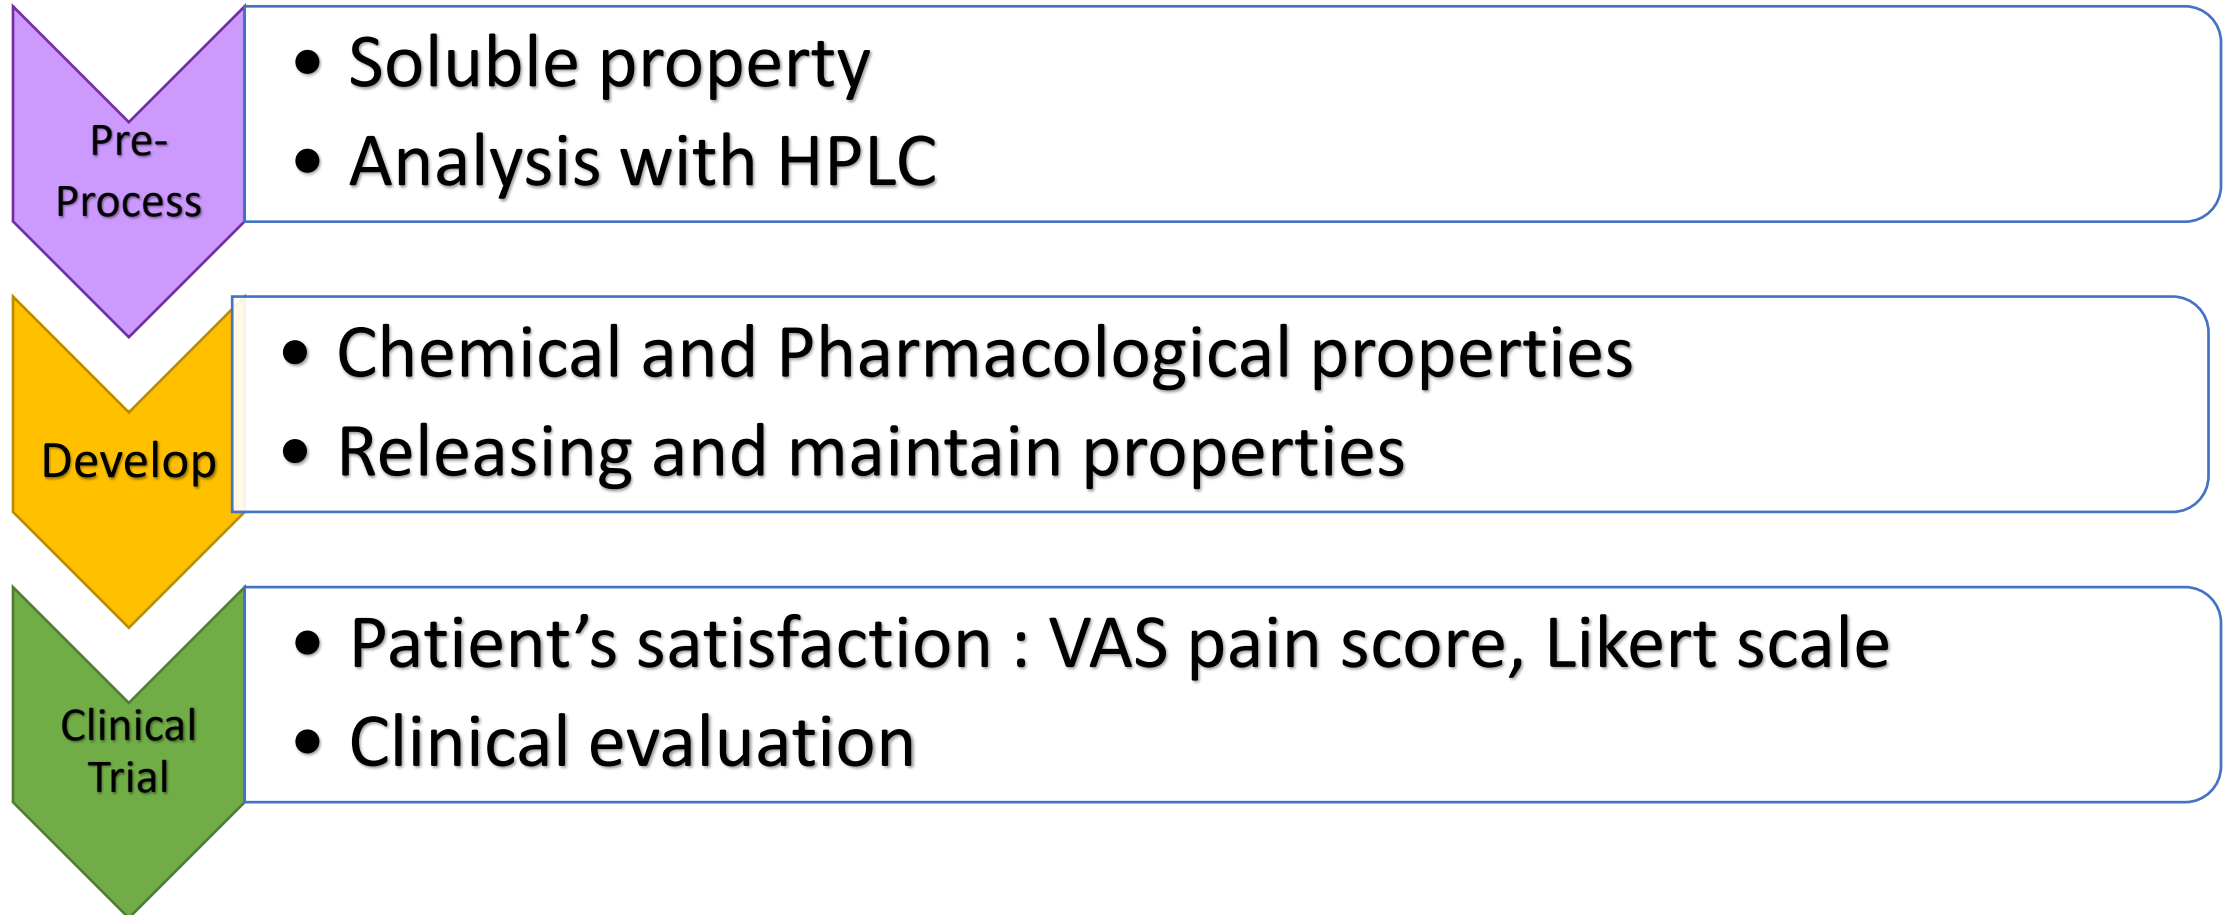 Pre-
Process
• Soluble property
• Analysis with HPLC
Develop
• Chemical and Pharmacological properties
• Releasing and maintain properties
Clinical
Trial
• Patient’s satisfaction : VAS pain score, Likert scale
• Clinical evaluation